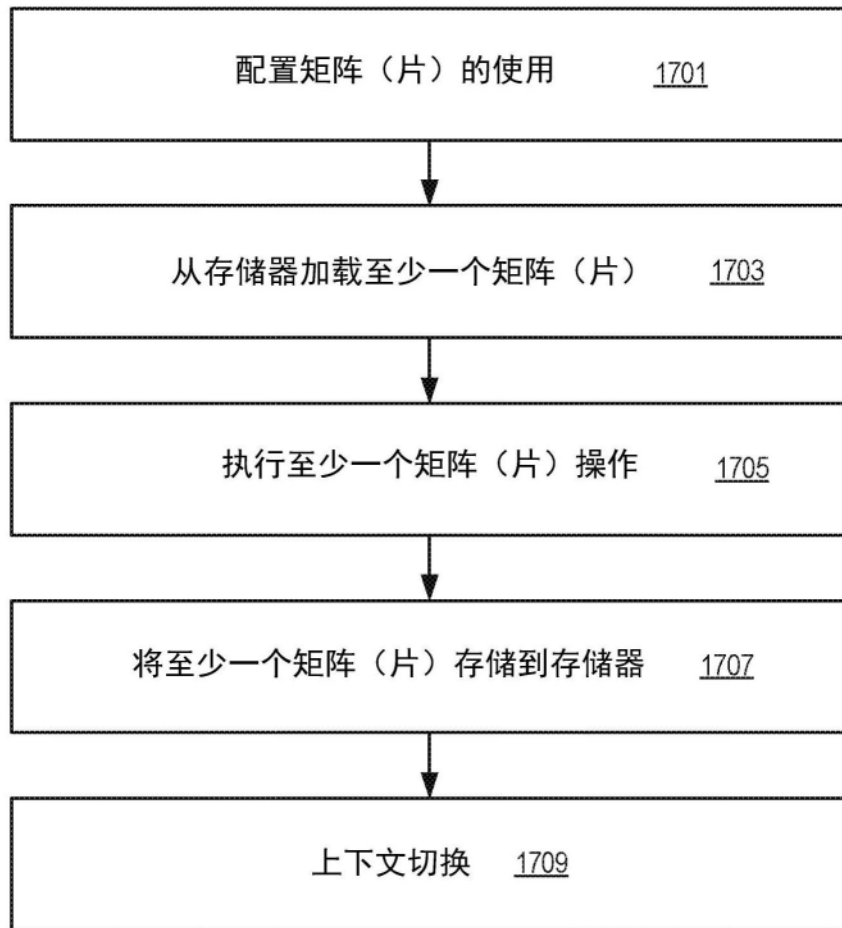 配置矩阵（片）的使用 1701
从存储器加载至少一个矩阵（片） 1703
执行至少一个矩阵（片）操作 1705
将至少一个矩阵（片）存储到存储器 1707
上下文切换 1709